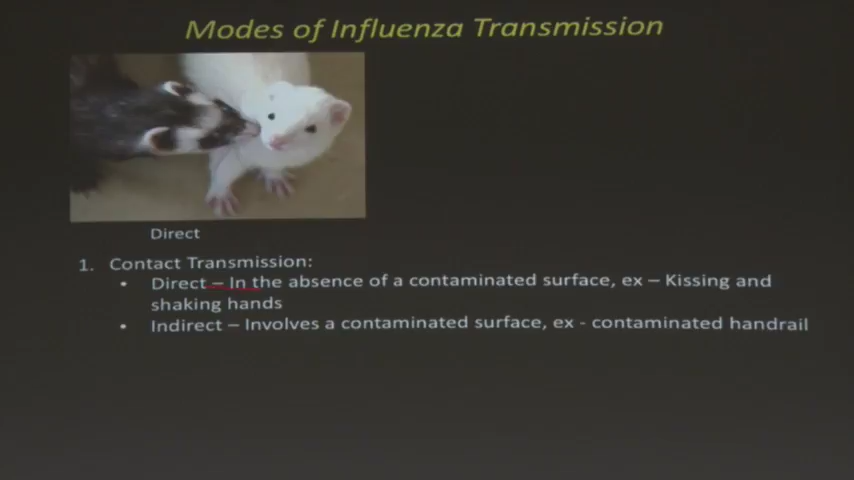 Modes of Influenza Transmission
Direct
1. Contact Transmission:
• Direct – In the absence of a contaminated surface, ex – Kissing and
shaking hands
• Indirect – Involves a contaminated surface, ex - contaminated handrail